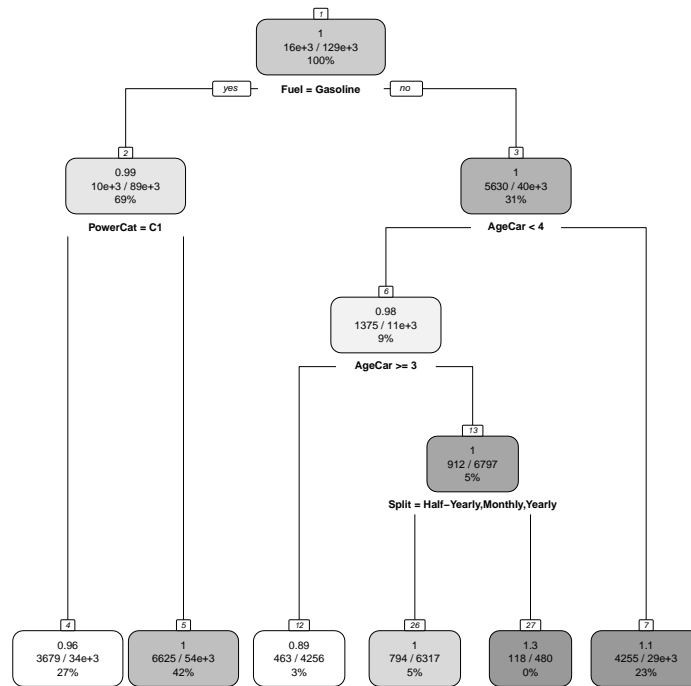 1
1
16e+3 / 129e+3
100%
yes
Fuel = Gasoline
no
2
0.99
10e+3 / 89e+3
69%
PowerCat = C1
3
1
5630 / 40e+3
31%
AgeCar < 4
6
0.98
1375 / 11e+3
9%
AgeCar >= 3
13
1
912 / 6797
5%
Split = Half−Yearly,Monthly,Yearly
4
0.96
3679 / 34e+3
27%
5
1
6625 / 54e+3
42%
12
0.89
463 / 4256
3%
26
1
794 / 6317
5%
27
1.3
118 / 480
0%
7
1.1
4255 / 29e+3
23%